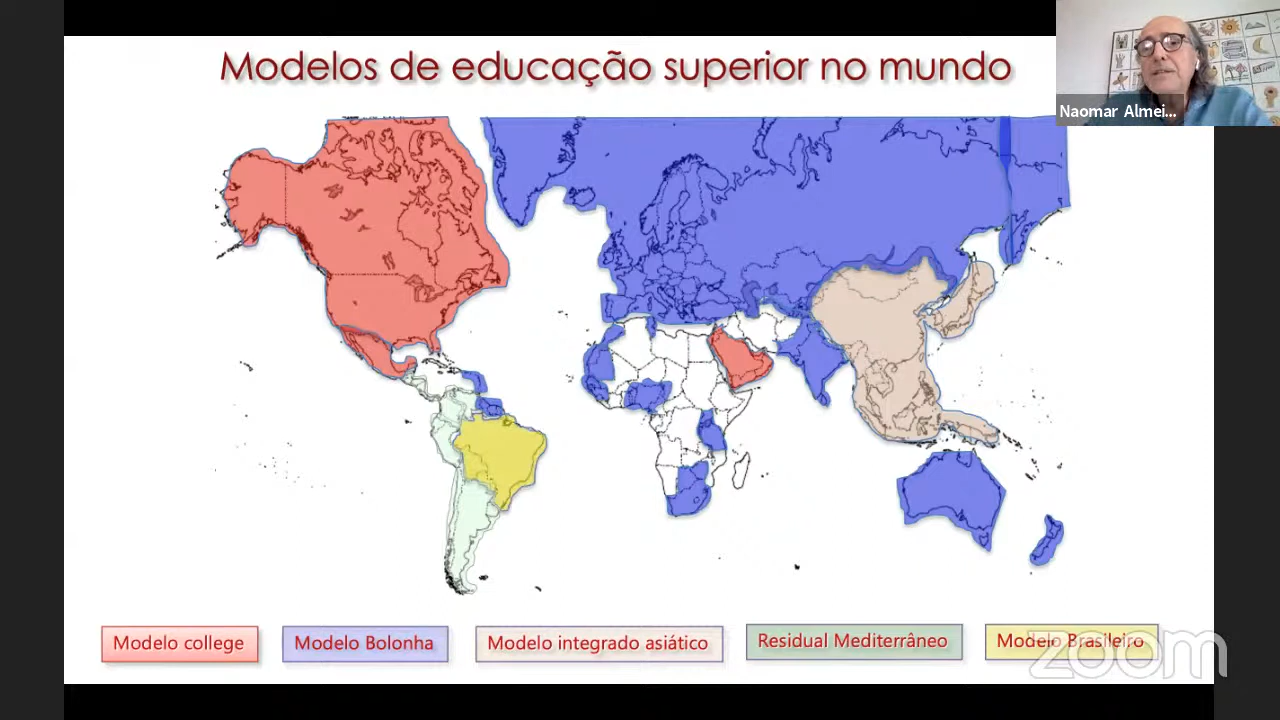 Modelos de educação superior no mundo
Naomar Almei...
Modelo college
Modelo Bolonha
Modelo integrado asiático
Residual Mediterrâneo
Modelo Brasileiro
zoom